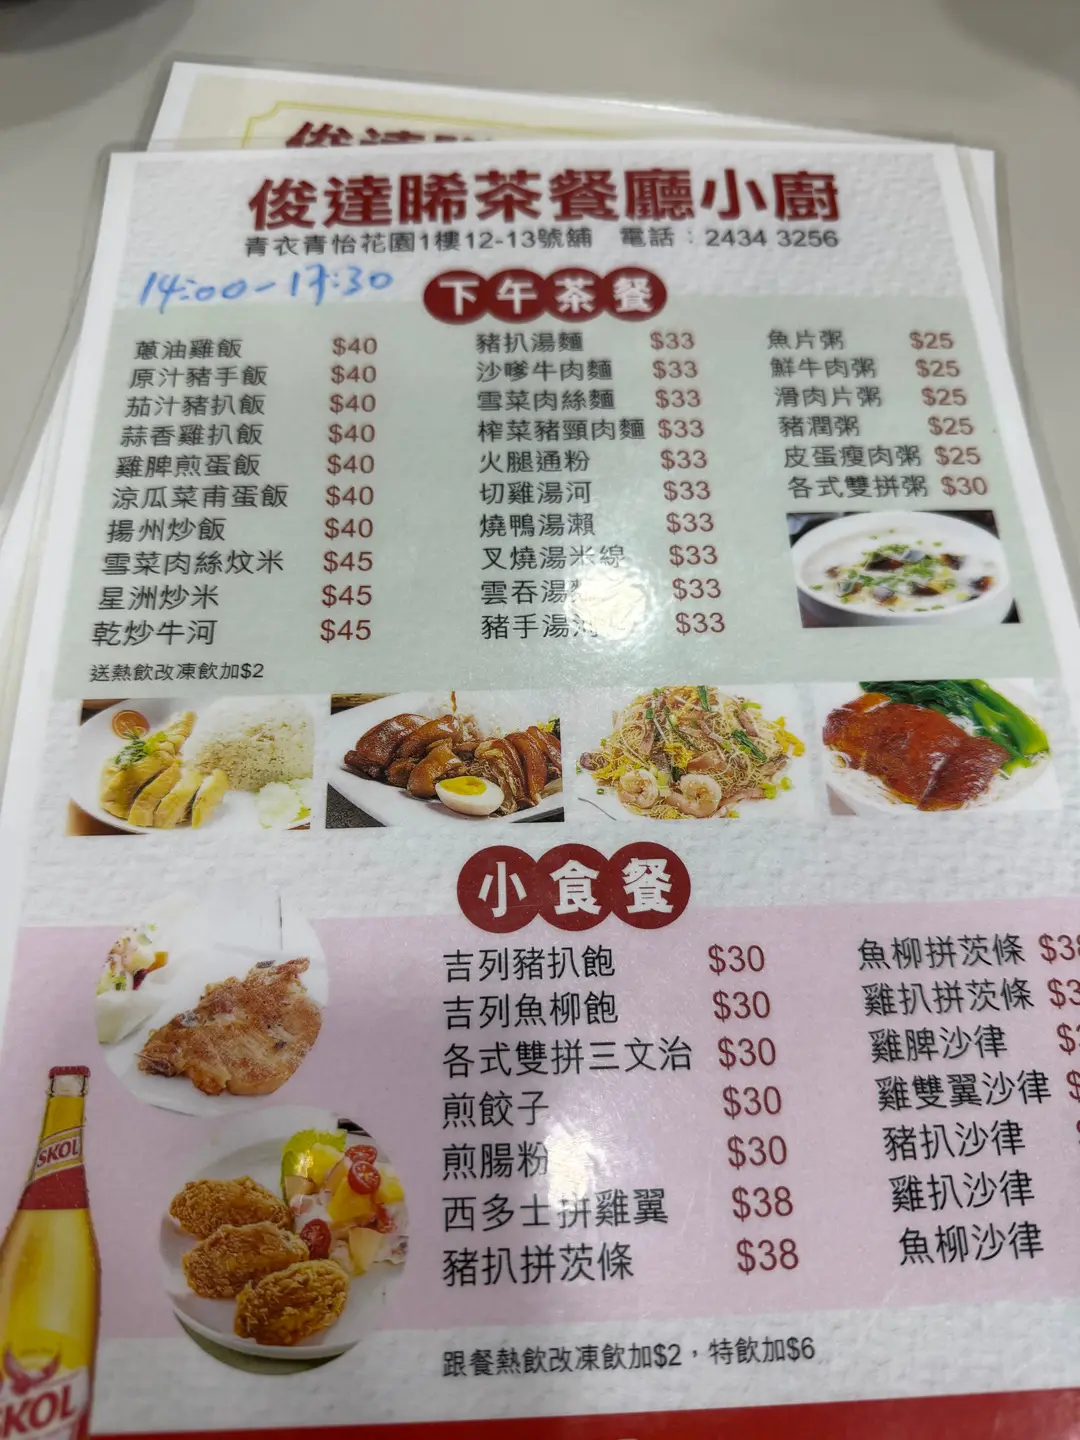 俊達晞茶餐廳小廚
青衣青怡花園1樓12-13號舖 電話：2434 3256
14:00-17:30
下午茶餐
蔥油雞飯 $40
原汁豬手飯 $40
茄汁豬扒飯 $40
蒜香雞扒飯 $40
雞脾煎蛋飯 $40
涼瓜菜甫蛋飯 $40
揚州炒飯 $40
雪菜肉絲炆米 $45
星洲炒米 $45
乾炒牛河 $45
送熱飲改凍飲加$2
豬扒湯麵 $33
沙嗲牛肉麵 $33
雪菜肉絲麵 $33
榨菜豬頸肉麵 $33
火腿通粉 $33
切雞湯河 $33
燒鴨湯瀨 $33
叉燒湯米線 $33
雲吞湯麵 $33
豬手湯河 $33
魚片粥 $25
鮮牛肉粥 $25
滑肉片粥 $25
豬潤粥 $25
皮蛋瘦肉粥 $25
各式雙拼粥 $30
小食餐
吉列豬扒飽 $30
吉列魚柳飽 $30
各式雙拼三文治 $30
煎餃子 $30
煎腸粉 $30
西多士拼雞翼 $38
豬扒拼茨條 $38
魚柳拼茨條
雞扒拼茨條
雞脾沙律
雞雙翼沙律
豬扒沙律
雞扒沙律
魚柳沙律
跟餐熱飲改凍飲加$2，特飲加$6
SKOL
SKOL